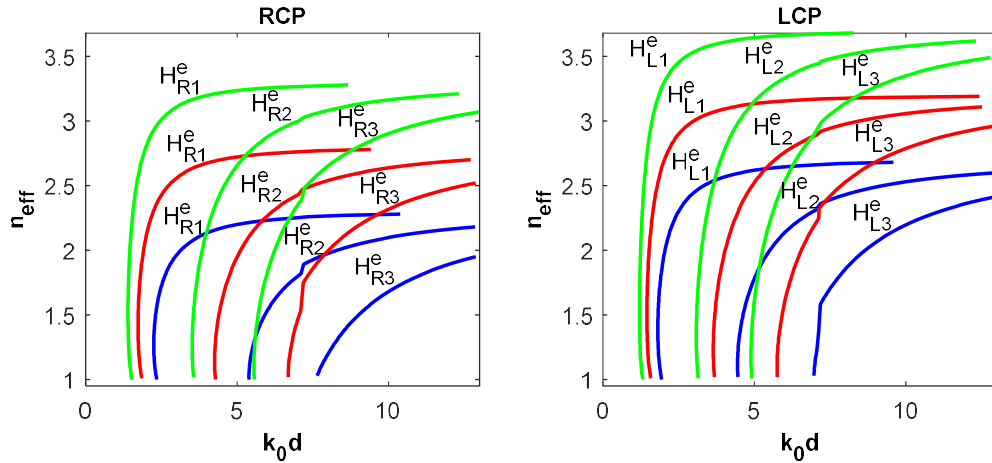 RCP
3.5
3
2.5
2
1.5
1
n_eff
H^e_R1
H^e_R2
H^e_R3
H^e_R1
H^e_R2
H^e_R3
H^e_R1
H^e_R2
H^e_R3
0 5 10
k_0d
LCP
3.5
3
2.5
2
1.5
1
n_eff
H^e_L1
H^e_L2
H^e_L3
H^e_L1
H^e_L2
H^e_L3
H^e_L1
H^e_L2
H^e_L3
0 5 10
k_0d